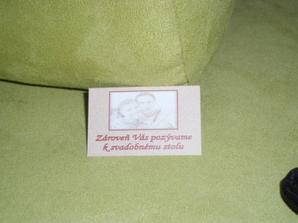 Zároveň Vás pozývame
k svadobnému stolu